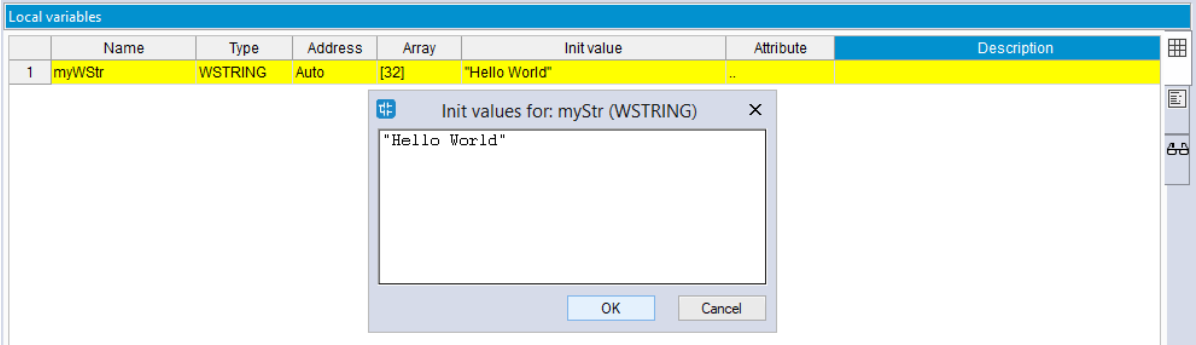 Local variables
Name Type Address Array Init value Attribute Description
1 myWStr WSTRING Auto [32] "Hello World" ..
Init values for: myStr (WSTRING)
"Hello World"
OK Cancel